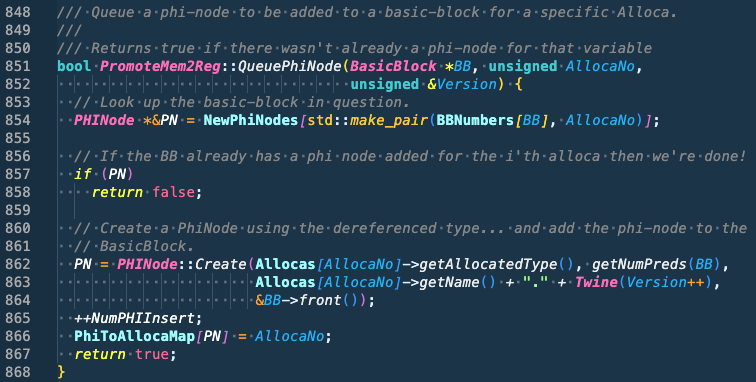 848 /// Queue a phi-node to be added to a basic-block for a specific Alloca.
849 ///
850 /// Returns true if there wasn't already a phi-node for that variable
851 bool PromoteMem2Reg::QueuePhiNode(BasicBlock *BB, unsigned AllocaNo,
852                                   unsigned &Version) {
853   // Look up the basic-block in question.
854   PHINode *&PN = NewPhiNodes[std::make_pair(BBNumbers[BB], AllocaNo)];
855
856   // If the BB already has a phi node added for the i'th alloca then we're done!
857   if (PN)
858     return false;
859
860   // Create a PhiNode using the dereferenced type... and add the phi-node to the
861   // BasicBlock.
862   PN = PHINode::Create(Allocas[AllocaNo]->getAllocatedType(), getNumPreds(BB),
863                        Allocas[AllocaNo]->getName() + "." + Twine(Version++),
864                        &BB->front());
865   ++NumPHIInsert;
866   PhiToAllocaMap[PN] = AllocaNo;
867   return true;
868 }